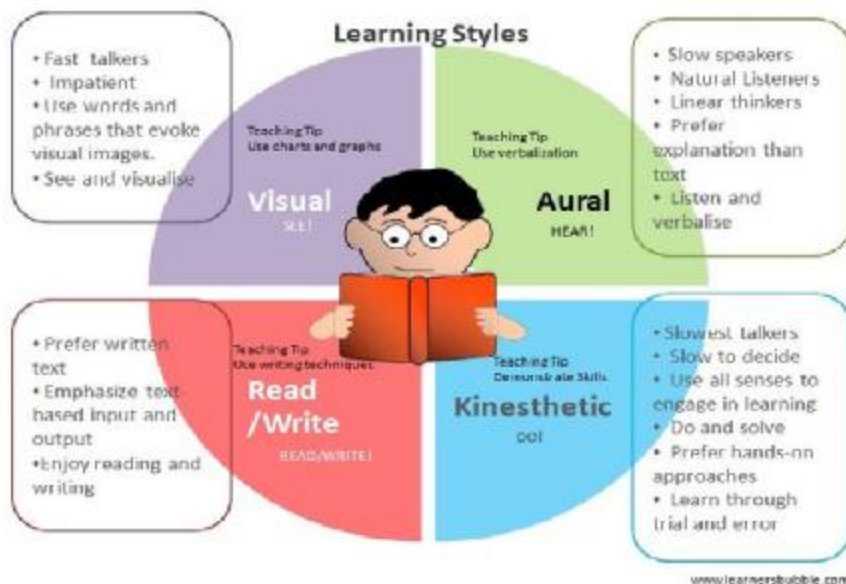 Learning Styles
• Fast talkers
• Impatient
• Use words and
phrases that evoke
visual images.
• See and visualise
Teaching Tip
Use charts and graphs
Visual
SEE!
Teaching Tip
Use verbalization
Aural
HEAR!
• Slow speakers
• Natural Listeners
• Linear thinkers
• Prefer
explanation than
text
• Listen and
verbalise
• Prefer written
text
• Emphasize text-
based input and
output
•Enjoy reading and
writing
Teaching Tip
Use writing techniques
Read
/Write
READ/WRITE!
Teaching Tip
Demonstrate Skills
Kinesthetic
DO!
• Slowest talkers
• Slow to decide
• Use all senses to
engage in learning
• Do and solve
• Prefer hands-on
approaches
• Learn through
trial and error
www.learnersbubble.com